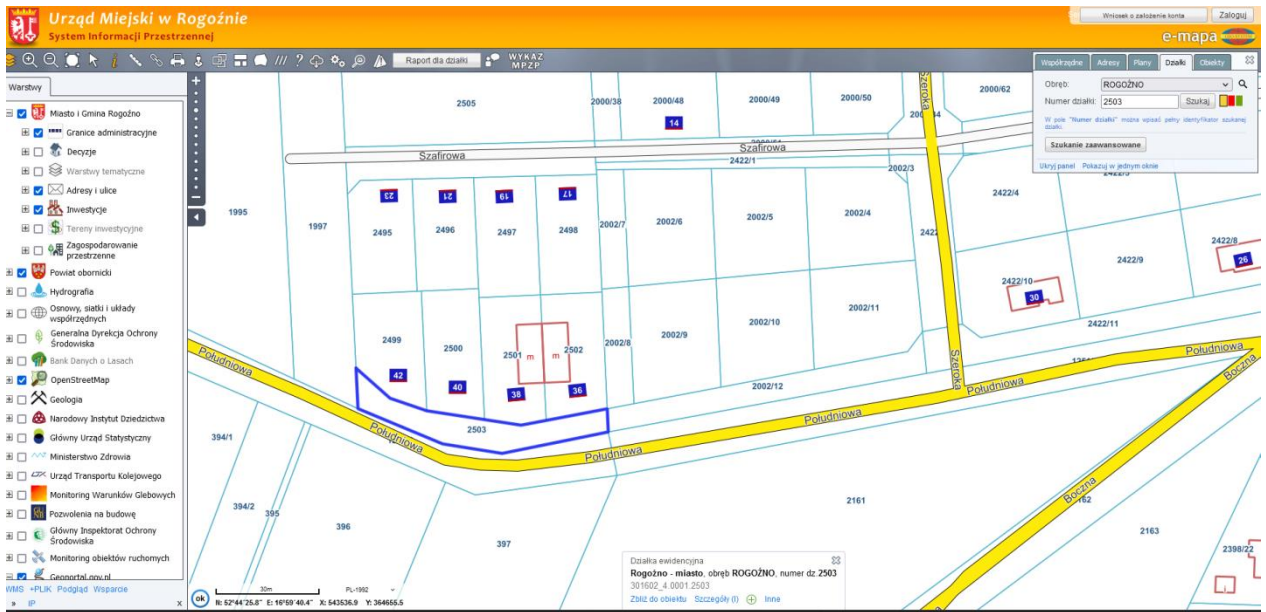 Urząd Miejski w Rogoźnie
System Informacji Przestrzennej
Wniosek o założenie konta
Zaloguj
e-mapa
Raport dla działki
WYKAZ
MPZP
Warstwy
Miasto i Gmina Rogoźno
Granice administracyjne
Decyzje
Warstwy tematyczne
Adresy i ulice
Inwestycje
Tereny inwestycyjne
Zagospodarowanie
przestrzenne
Powiat obornicki
Hydrografia
Osnowy, siatki i układy
współrzędnych
Generalna Dyrekcja Ochrony
Środowiska
Bank Danych o Lasach
OpenStreetMap
Geologia
Narodowy Instytut Dziedzictwa
Główny Urząd Statystyczny
Ministerstwo Zdrowia
Urząd Transportu Kolejowego
Monitoring Warunków Glebowych
Pozwolenia na budowę
Główny Inspektorat Ochrony
Środowiska
Monitoring obiektów ruchomych
Geoportal.gov.pl
WMS +PLIK Podgląd Wsparcie
» IP x
Współrzędne Adresy Plany Działki Obiekty
Obręb: ROGOŹNO
Numer działki: 2503 Szukaj
W pole "Numer działki" można wpisać pełny identyfikator szukanej
działki.
Szukanie zaawansowane
Ukryj panel Pokazuj w jednym oknie
2505 2000/38 2000/48 2000/49 2000/50 2000/62
14
Szeroka
Szafirowa Szafirowa
2422/1
2002/3
23 21 19 17
2422/4
1995 1997 2495 2496 2497 2498 2002/7 2002/6 2002/5 2002/4
2422/8
2422/9 26
2422/10
30
2002/11
2422/11
2499 2500 2501 m m 2502 2002/8 2002/9 2002/10
Południowa
Szeroka
Południowa
Boczna
42 40 38 36
2002/12
Południowa
Południowa
2503
Południowa
Południowa
394/1
Boczna
2161
2163
394/2 395 396 397
2398/22
i
Działka ewidencyjna
Rogoźno - miasto, obręb ROGOŹNO, numer dz.2503
301602_4.0001.2503
Zbliż do obiektu Szczegóły (I) Inne
30m PL-1992
ok N: 52°44'25.8" E: 16°59'40.4" X: 543536.9 Y: 364655.5